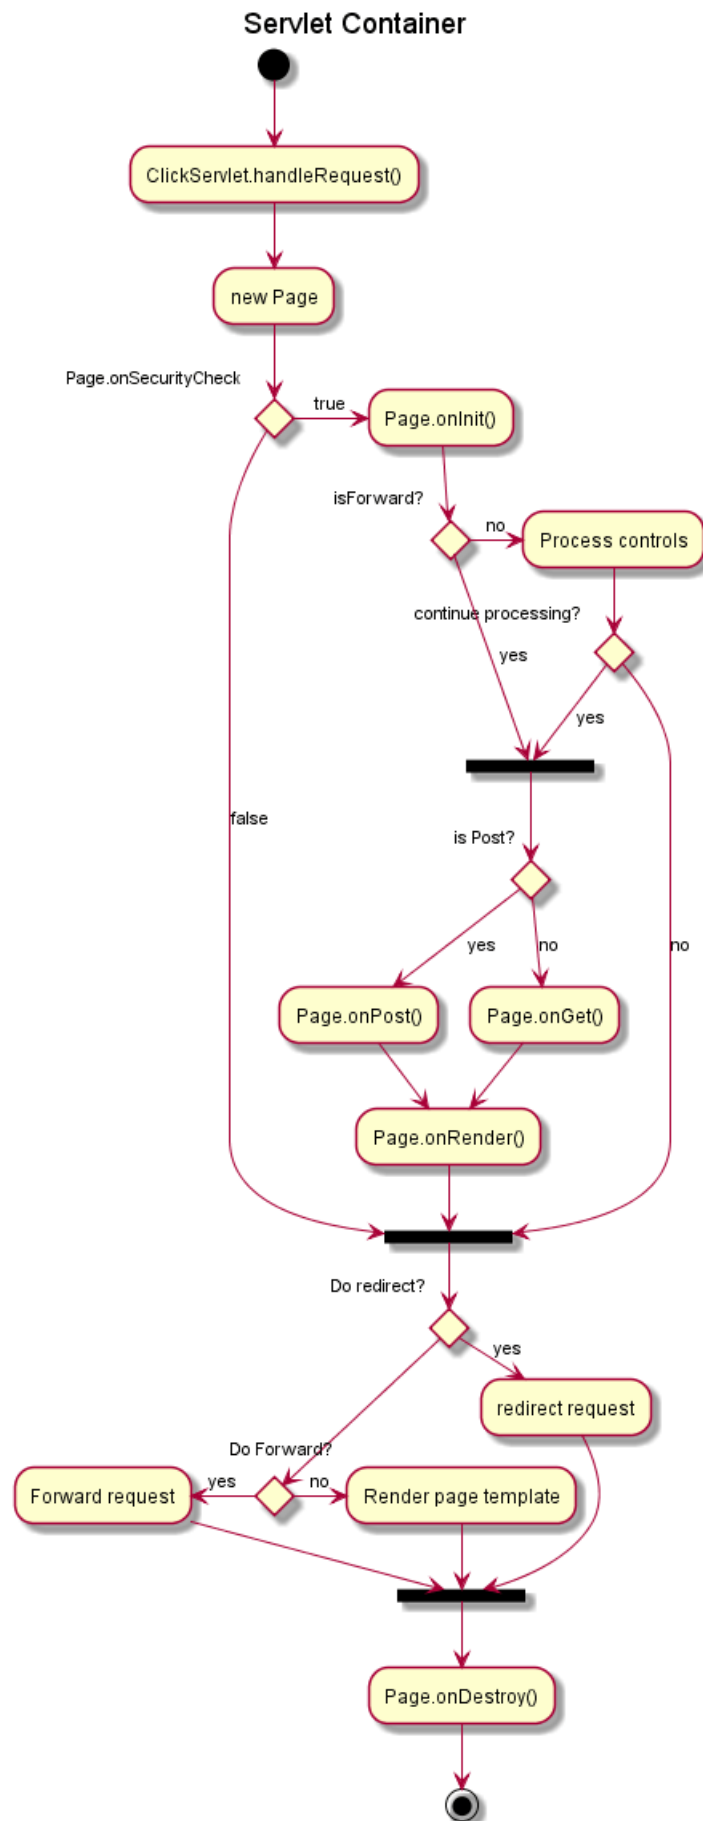 Servlet Container
ClickServlet.handleRequest()
new Page
Page.onSecurityCheck
true
Page.onInit()
isForward?
no
Process controls
continue processing?
yes
yes
false
is Post?
yes
no
no
Page.onPost()
Page.onGet()
Page.onRender()
Do redirect?
yes
redirect request
Do Forward?
yes
no
Forward request
Render page template
Page.onDestroy()